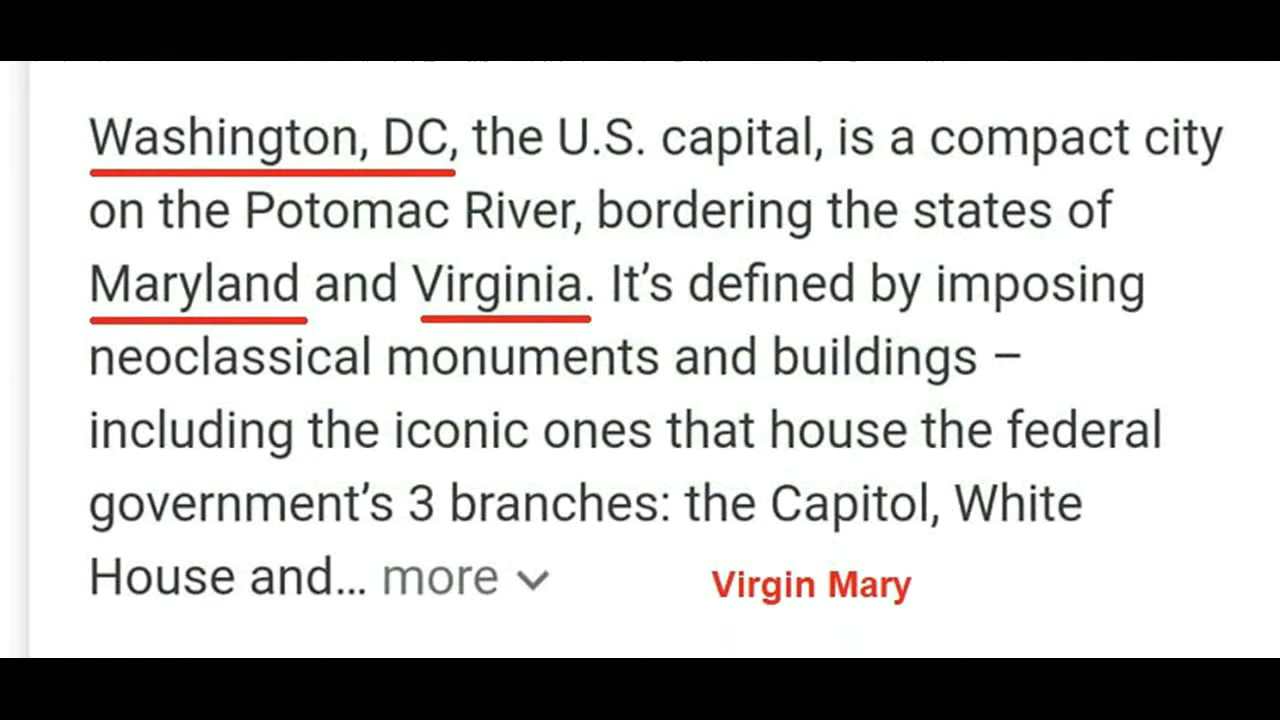 Washington, DC, the U.S. capital, is a compact city
on the Potomac River, bordering the states of
Maryland and Virginia. It’s defined by imposing
neoclassical monuments and buildings –
including the iconic ones that house the federal
government’s 3 branches: the Capitol, White
House and... more
Virgin Mary